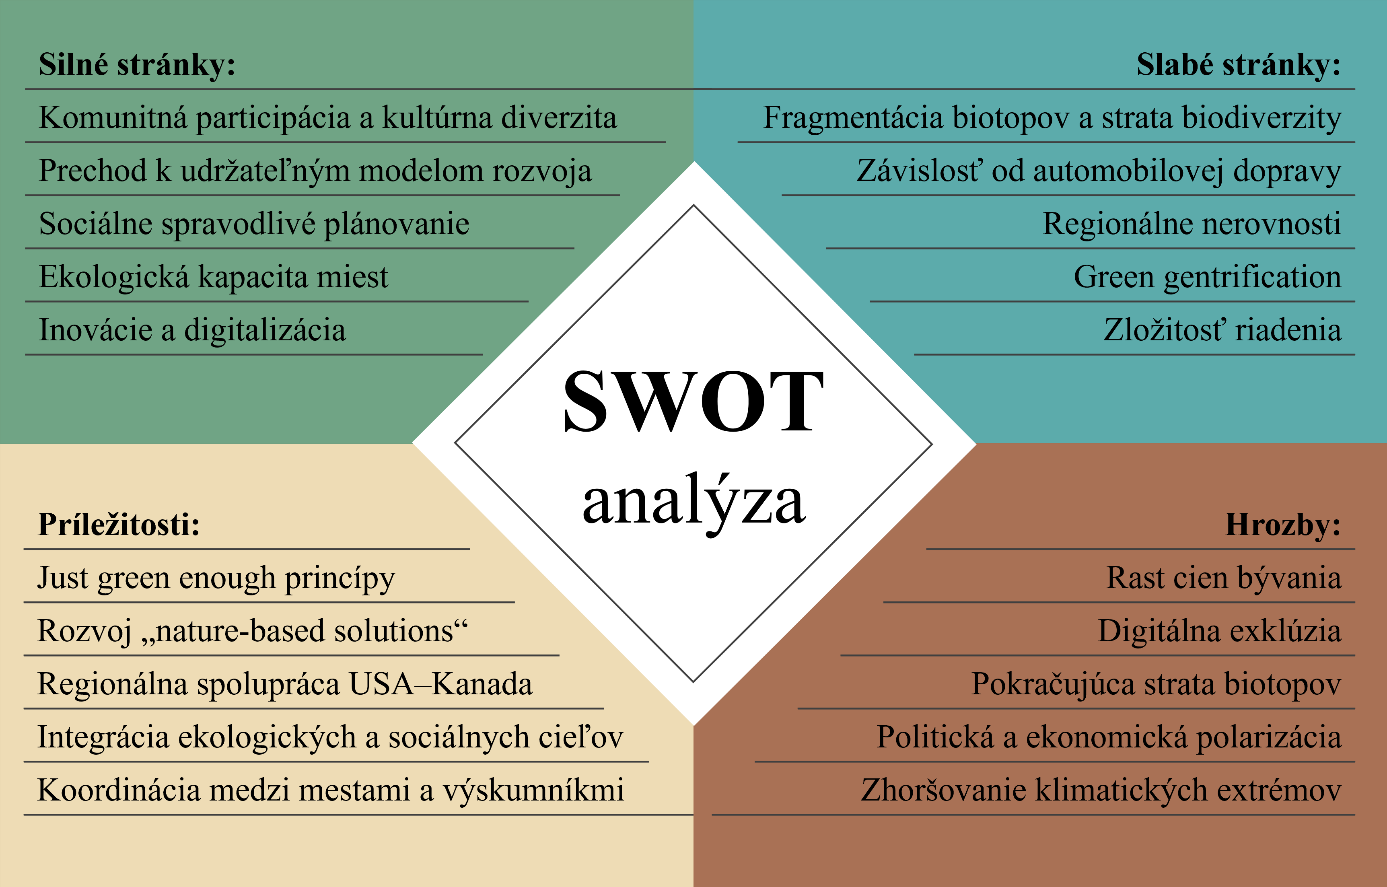 Silné stránky:
Komunitná participácia a kultúrna diverzita
Prechod k udržateľným modelom rozvoja
Sociálne spravodlivé plánovanie
Ekologická kapacita miest
Inovácie a digitalizácia
Slabé stránky:
Fragmentácia biotopov a strata biodiverzity
Závislosť od automobilovej dopravy
Regionálne nerovnosti
Green gentrification
Zložitosť riadenia
SWOT
analýza
Príležitosti:
Just green enough princípy
Rozvoj „nature-based solutions“
Regionálna spolupráca USA–Kanada
Integrácia ekologických a sociálnych cieľov
Koordinácia medzi mestami a výskumníkmi
Hrozby:
Rast cien bývania
Digitálna exklúzia
Pokračujúca strata biotopov
Politická a ekonomická polarizácia
Zhoršovanie klimatických extrémov